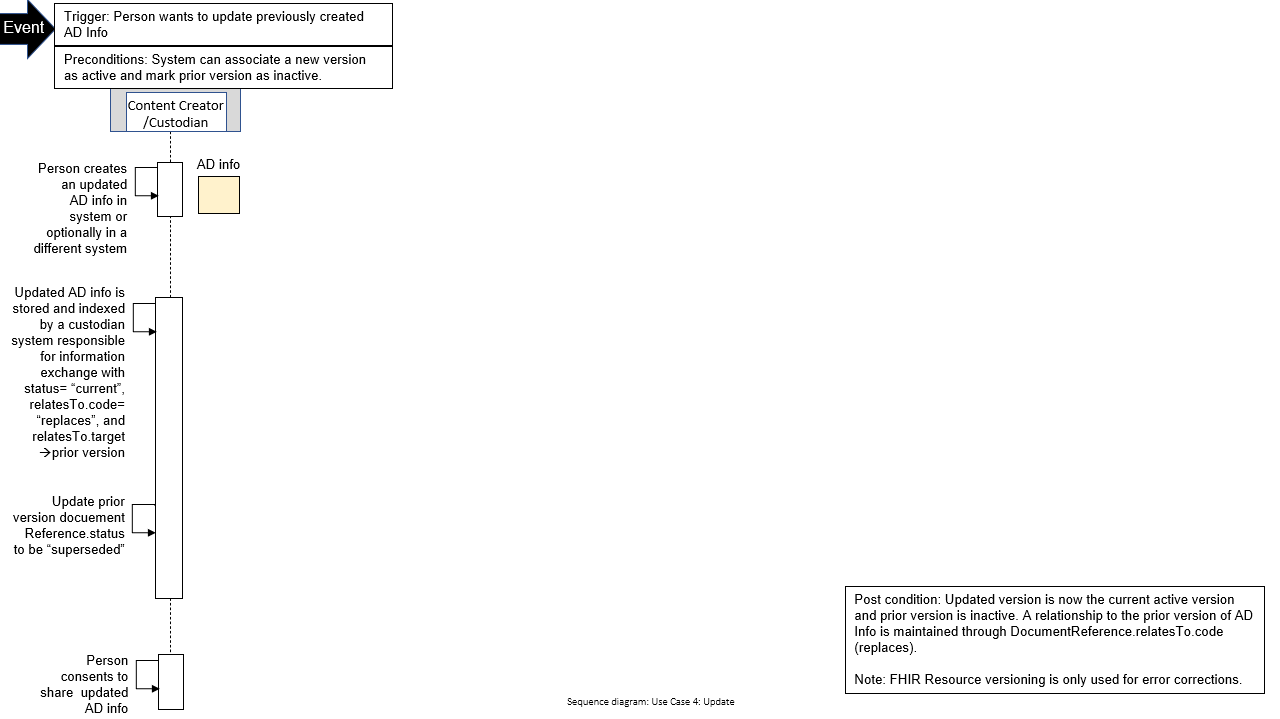 Event
Trigger: Person wants to update previously created
AD Info
Preconditions: System can associate a new version
as active and mark prior version as inactive.
Content Creator
/Custodian
Person creates
an updated
AD info in
system or
optionally in a
different system
AD info
Updated AD info is
stored and indexed
by a custodian
system responsible
for information
exchange with
status= “current”,
relatesTo.code=
“replaces”, and
relatesTo.target
→prior version
Update prior
version docuement
Reference.status
to be “superseded”
Person
consents to
share  updated
AD info
Post condition: Updated version is now the current active version
and prior version is inactive. A relationship to the prior version of AD
Info is maintained through DocumentReference.relatesTo.code
(replaces).
Note: FHIR Resource versioning is only used for error corrections.
Sequence diagram: Use Case 4: Update